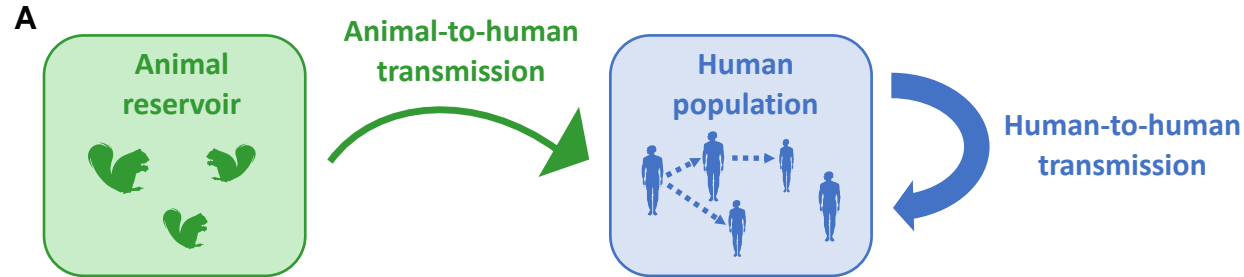 A
Animal
reservoir
Animal-to-human
transmission
Human
population
Human-to-human
transmission